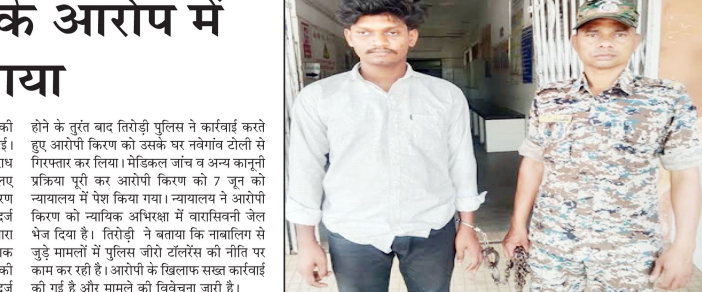 के आरोप में
होने के तुरंत बाद तिरोड़ी पुलिस ने कार्रवाई करते
हुए आरोपी किरण को उसके घर नवेगांव टोली से
गिरफ्तार कर लिया। मेडिकल जांच व अन्य कानूनी
प्रक्रिया पूरी कर आरोपी किरण को 7 जून को
न्यायालय में पेश किया गया। न्यायालय ने आरोपी
किरण को न्यायिक अभिरक्षा में वारासिवनी जेल
भेज दिया है। तिरोड़ी ने बताया कि नाबालिग से
जुड़े मामलों में पुलिस जीरो टॉलरेंस की नीति पर
काम कर रही है। आरोपी के खिलाफ सख्त कार्रवाई
की गई है और मामले की विवेचना जारी है।